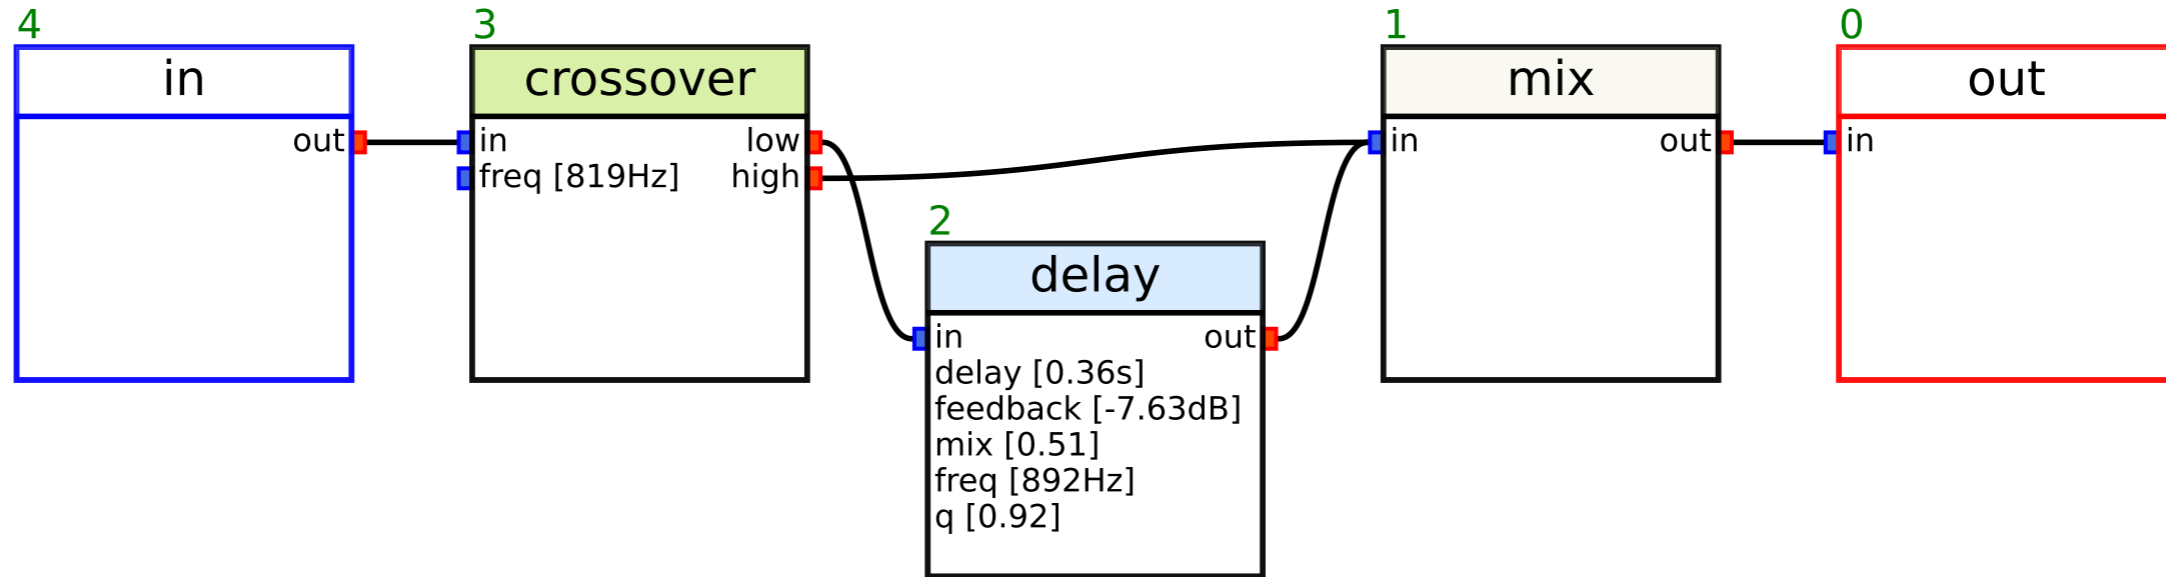 4
in
out
3
crossover
in
low
freq [819Hz]
high
2
delay
in
out
delay [0.36s]
feedback [-7.63dB]
mix [0.51]
freq [892Hz]
q [0.92]
1
mix
in
out
0
out
in